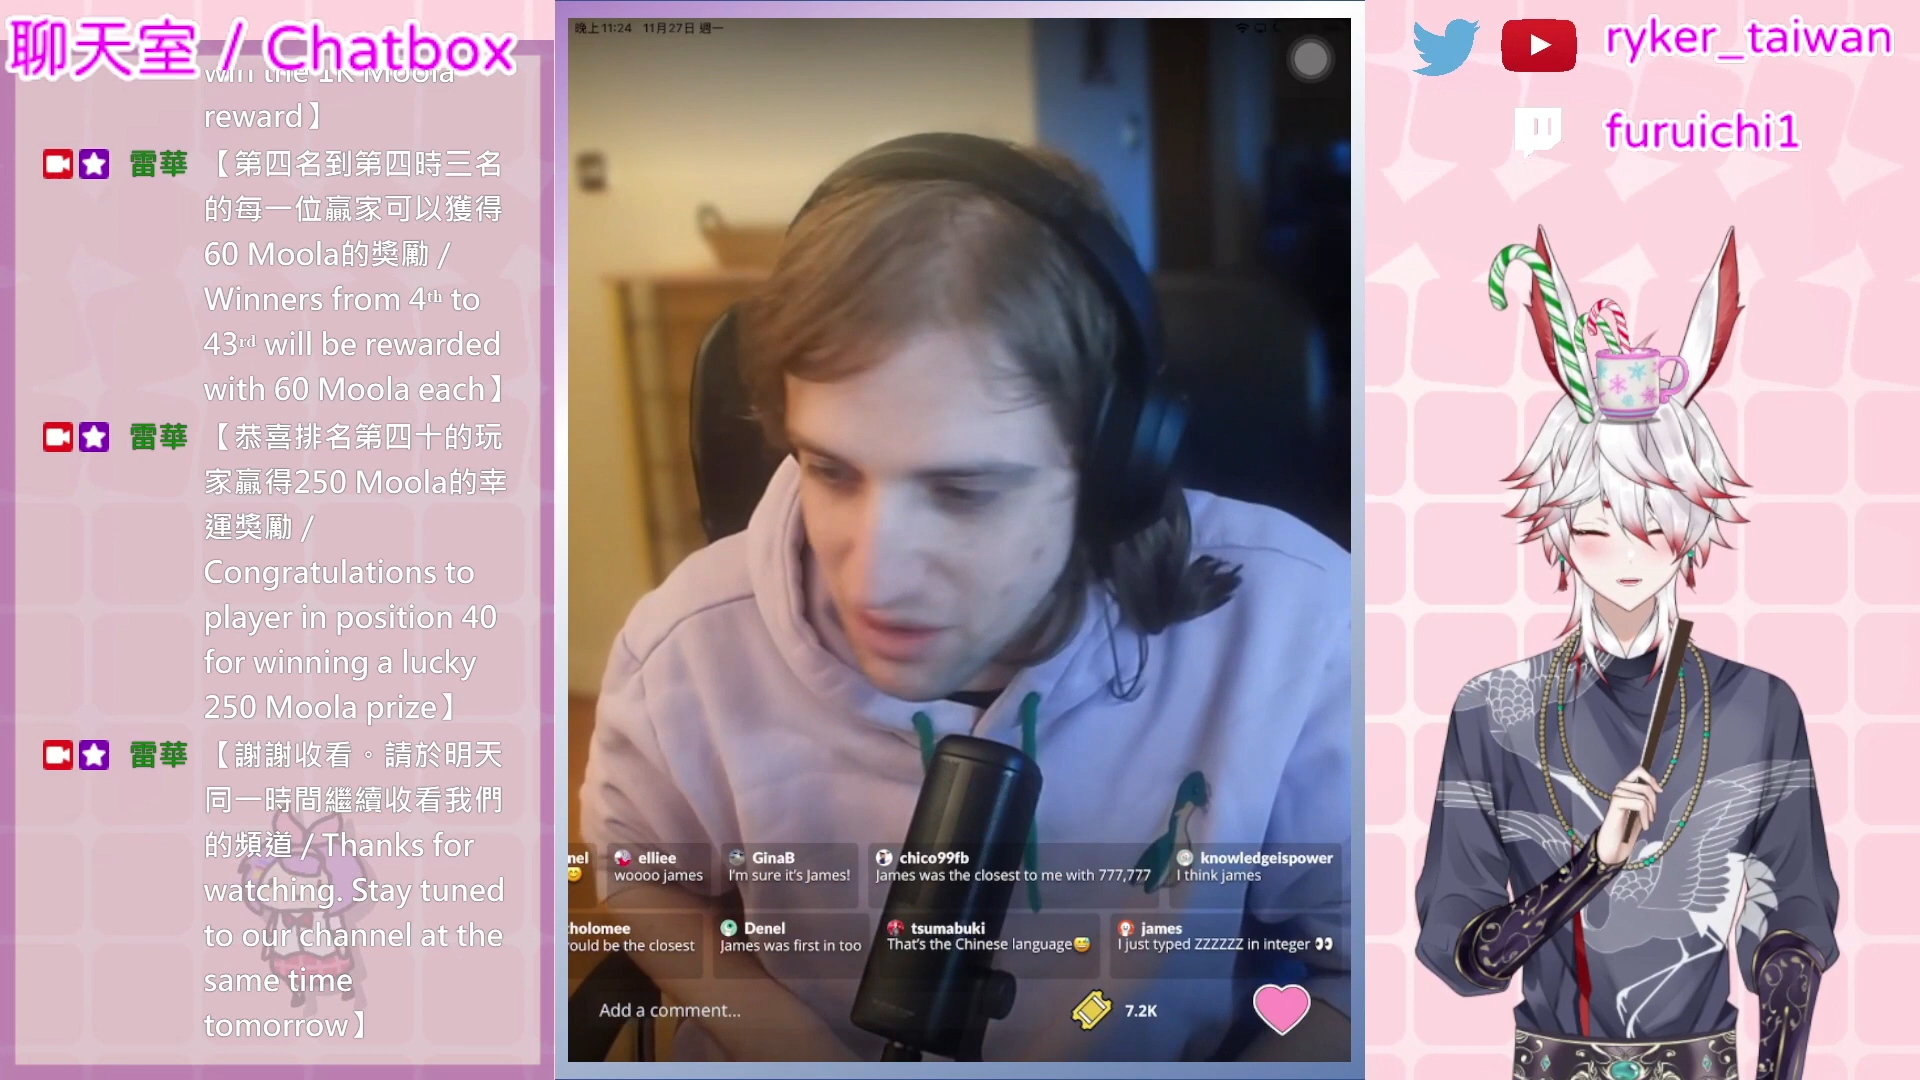 聊天室 / Chatbox
win the 1K Moola
reward】
雷華 【第四名到第四時三名
的每一位贏家可以獲得
60 Moola的獎勵 /
Winners from 4th to
43rd will be rewarded
with 60 Moola each】
雷華 【恭喜排名第四十的玩
家贏得250 Moola的幸
運獎勵 /
Congratulations to
player in position 40
for winning a lucky
250 Moola prize】
雷華 【謝謝收看。請於明天
同一時間繼續收看我們
的頻道 / Thanks for
watching. Stay tuned
to our channel at the
same time
tomorrow】
晚上11:24 11月27日 週一
nel
elliee
woooo james
GinaB
I'm sure it's James!
chico99fb
James was the closest to me with 777,777
knowledgeispower
I think james
tholomee
ould be the closest
Denel
James was first in too
tsumabuki
That's the Chinese language😅
james
I just typed ZZZZZZ in integer 👀
Add a comment...
7.2K
ryker_taiwan
furuichi1